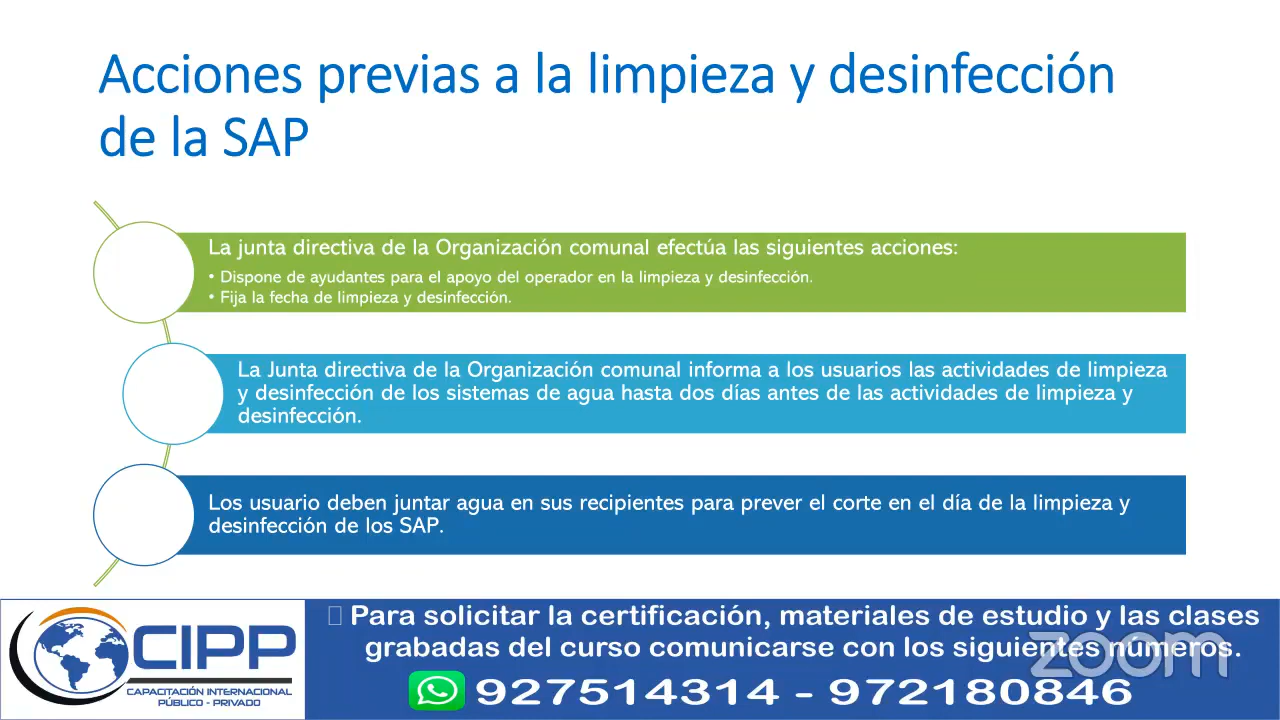 Acciones previas a la limpieza y desinfección
de la SAP
La junta directiva de la Organización comunal efectúa las siguientes acciones:
• Dispone de ayudantes para el apoyo del operador en la limpieza y desinfección.
• Fija la fecha de limpieza y desinfección.
La Junta directiva de la Organización comunal informa a los usuarios las actividades de limpieza
y desinfección de los sistemas de agua hasta dos días antes de las actividades de limpieza y
desinfección.
Los usuario deben juntar agua en sus recipientes para prever el corte en el día de la limpieza y
desinfección de los SAP.
CIPP
CAPACITACIÓN INTERNACIONAL
PÚBLICO - PRIVADO
Para solicitar la certificación, materiales de estudio y las clases
grabadas del curso comunicarse con los siguientes números.
927514314 - 972180846
zoom